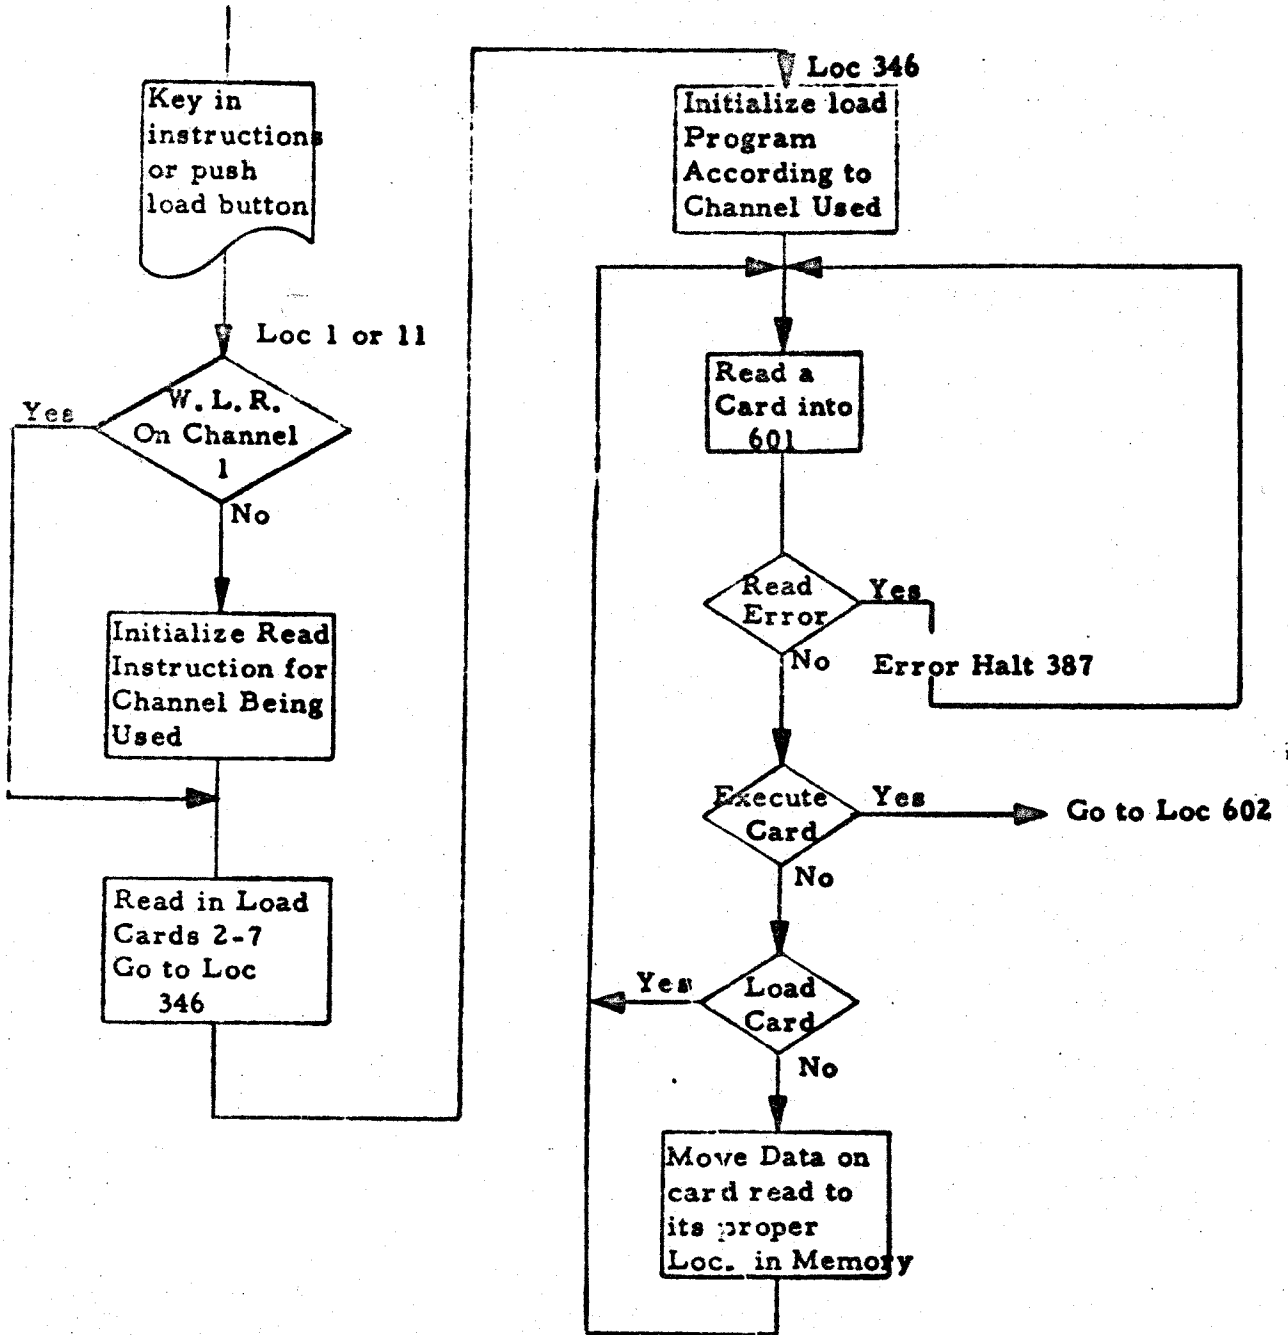 Key in
instructions
or push
load button
Loc 1 or 11
W. L. R.
On Channel
1
Yes
No
Initialize Read
Instruction for
Channel Being
Used
Read in Load
Cards 2-7
Go to Loc
346
Loc 346
Initialize load
Program
According to
Channel Used
Read a
Card into
601
Read
Error
Yes
No
Error Halt 387
Execute
Card
Yes
Go to Loc 602
No
Load
Card
Yes
No
Move Data on
card read to
its proper
Loc. in Memory